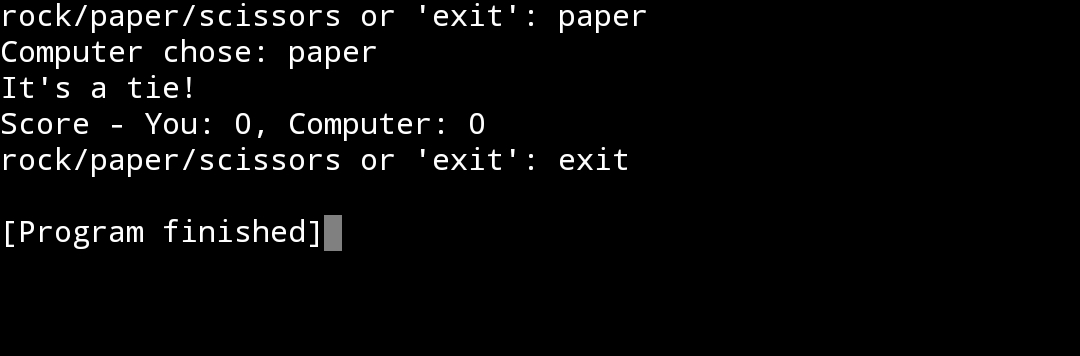 rock/paper/scissors or 'exit': paper
Computer chose: paper
It's a tie!
Score - You: 0, Computer: 0
rock/paper/scissors or 'exit': exit
[Program finished]